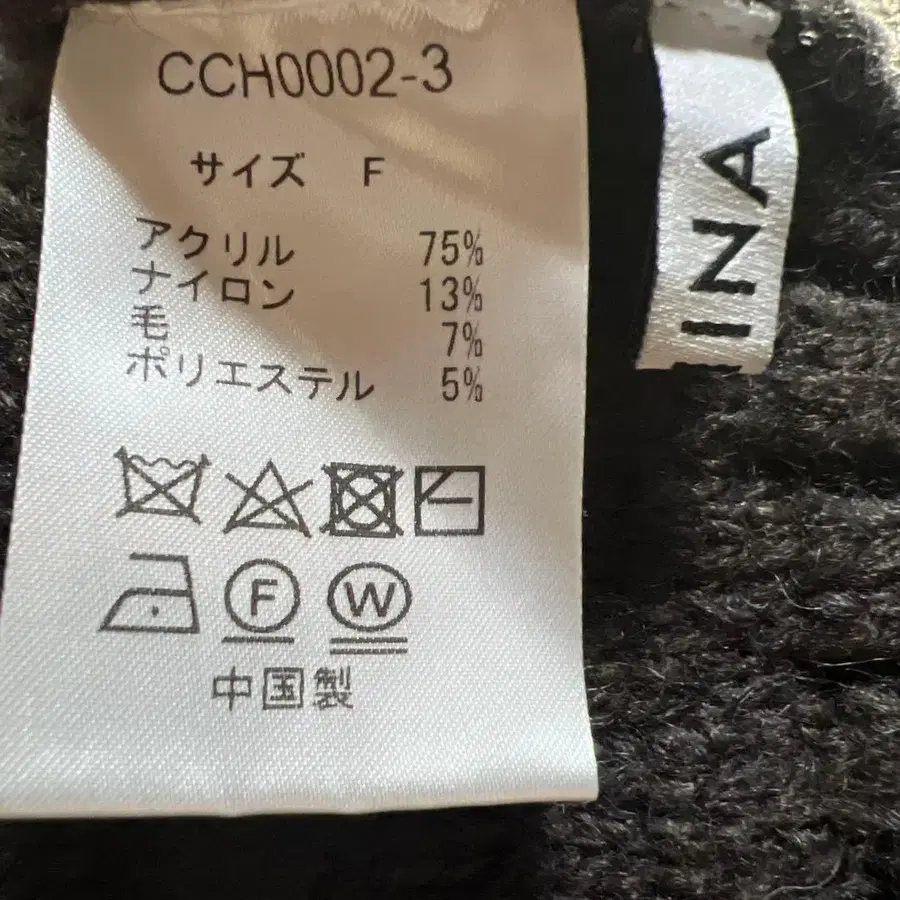 CCH0002-3
サイズ F
アクリル 75%
ナイロン 13%
毛 7%
ポリエステル 5%
F W
中国製
INA